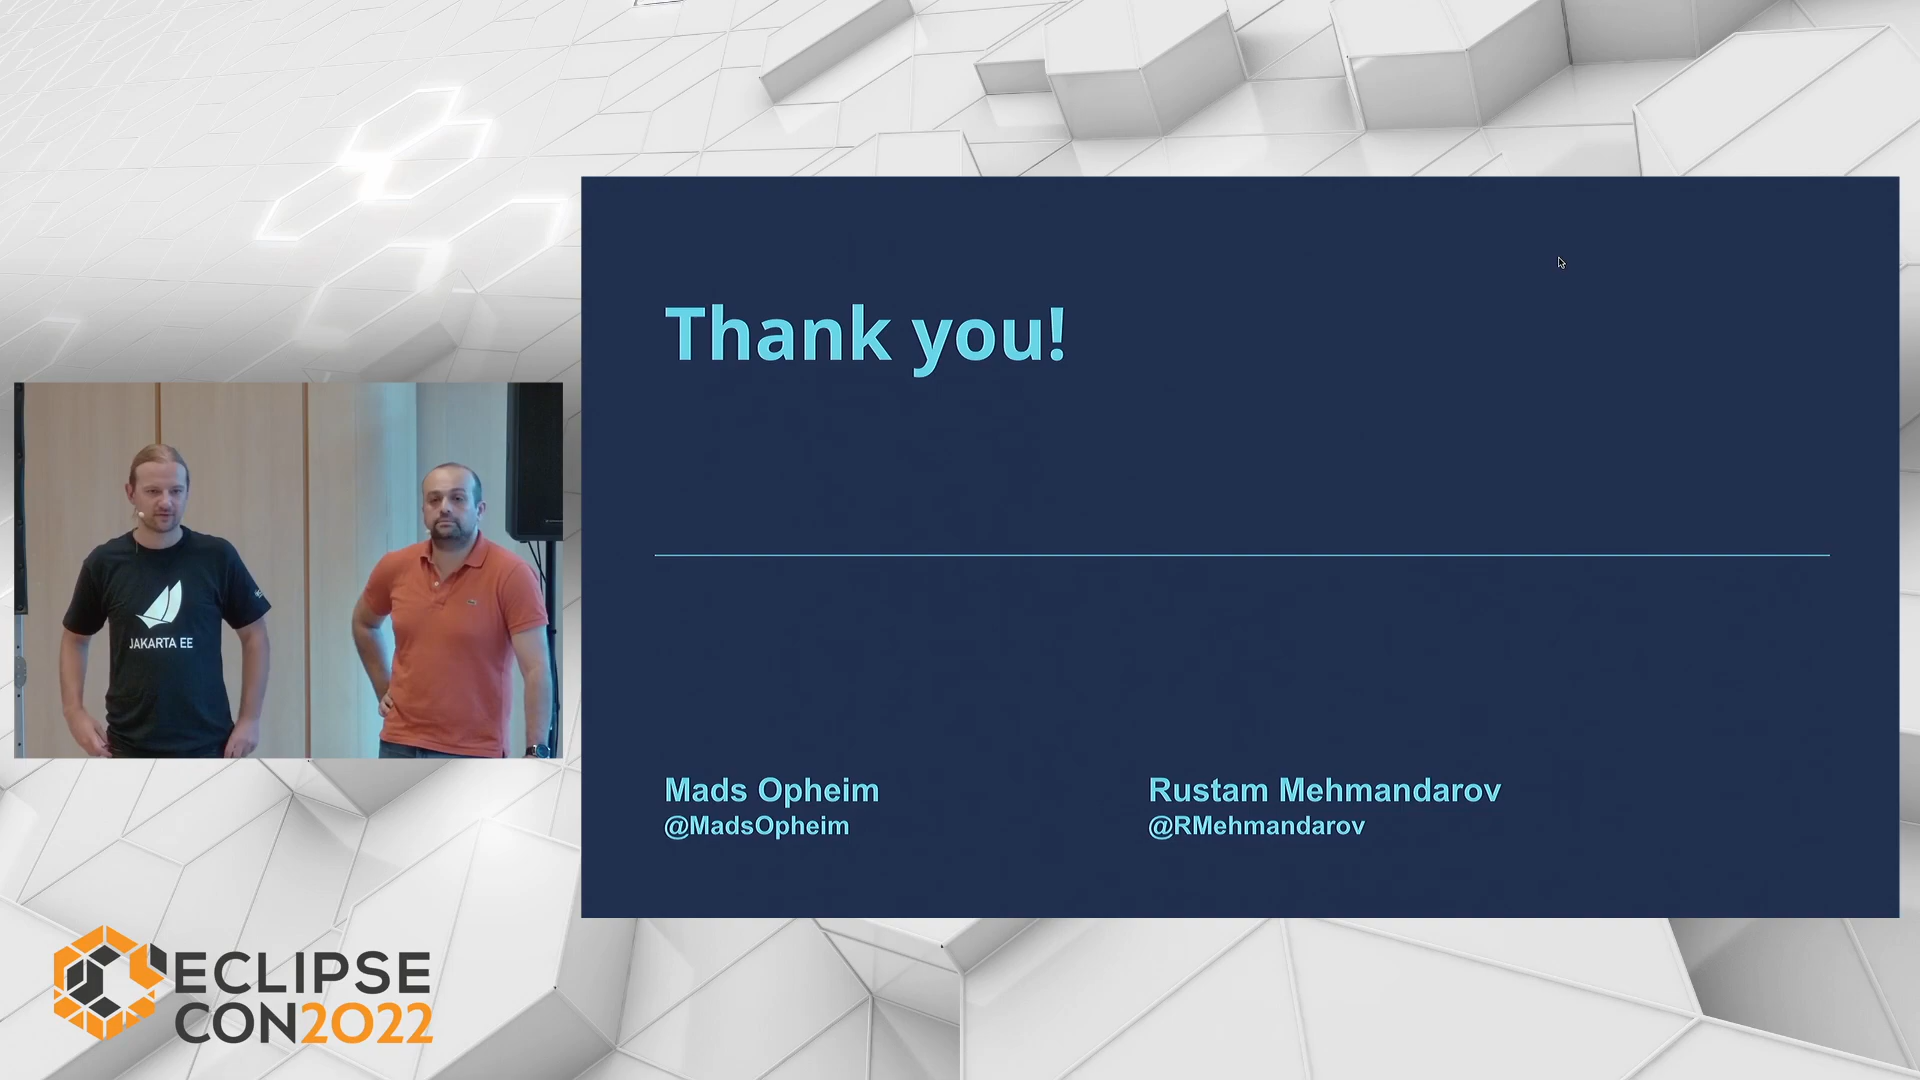 Thank you!
JAKARTA EE
Mads Opheim
@MadsOpheim
Rustam Mehmandarov
@RMehmandarov
ECLIPSE
CON2022